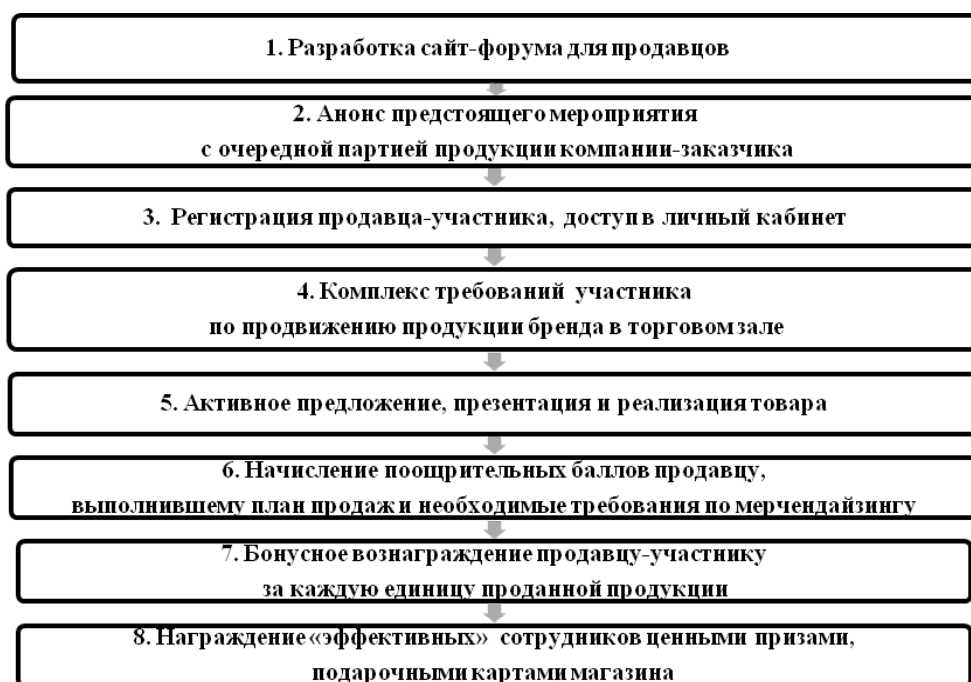 1. Разработка сайт-форума для продавцов
2. Анонс предстоящего мероприятия
с очередной партией продукции компании-заказчика
3. Регистрация продавца-участника, доступ в личный кабинет
4. Комплекс требований участника
по продвижению продукции бренда в торговом зале
5. Активное предложение, презентация и реализация товара
6. Начисление поощрительных баллов продавцу,
выполнившему план продаж и необходимые требования по мерчендайзингу
7. Бонусное вознаграждение продавцу-участнику
за каждую единицу проданной продукции
8. Награждение «эффективных» сотрудников ценными призами,
подарочными картами магазина